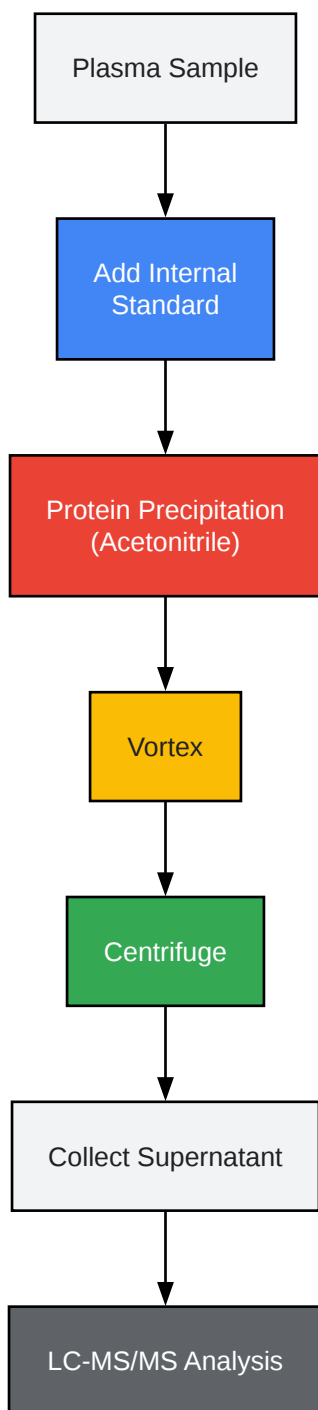 Plasma Sample
Add Internal
Standard
Protein Precipitation
(Acetonitrile)
Vortex
Centrifuge
Collect Supernatant
LC-MS/MS Analysis